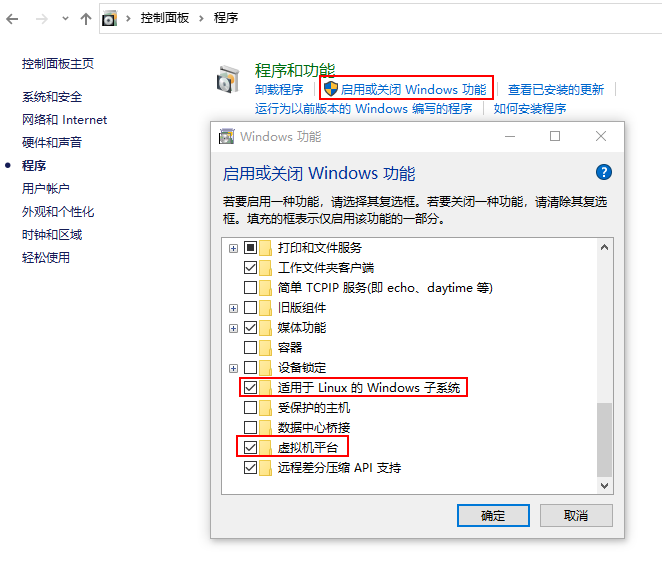 控制面板 程序
控制面板主页
系统和安全
网络和 Internet
硬件和声音
程序
用户帐户
外观和个性化
时钟和区域
轻松使用
程序和功能
卸载程序 启用或关闭 Windows 功能 查看已安装的更新
运行为以前版本的 Windows 编写的程序 如何安装程序
Windows 功能
启用或关闭 Windows 功能
若要启用一种功能，请选择其复选框。若要关闭一种功能，请清除其复选
框。填充的框表示仅启用该功能的一部分。
打印和文件服务
工作文件夹客户端
简单 TCPIP 服务(即 echo、daytime 等)
旧版组件
媒体功能
容器
设备锁定
适用于 Linux 的 Windows 子系统
受保护的主机
数据中心桥接
虚拟机平台
远程差分压缩 API 支持
确定 取消